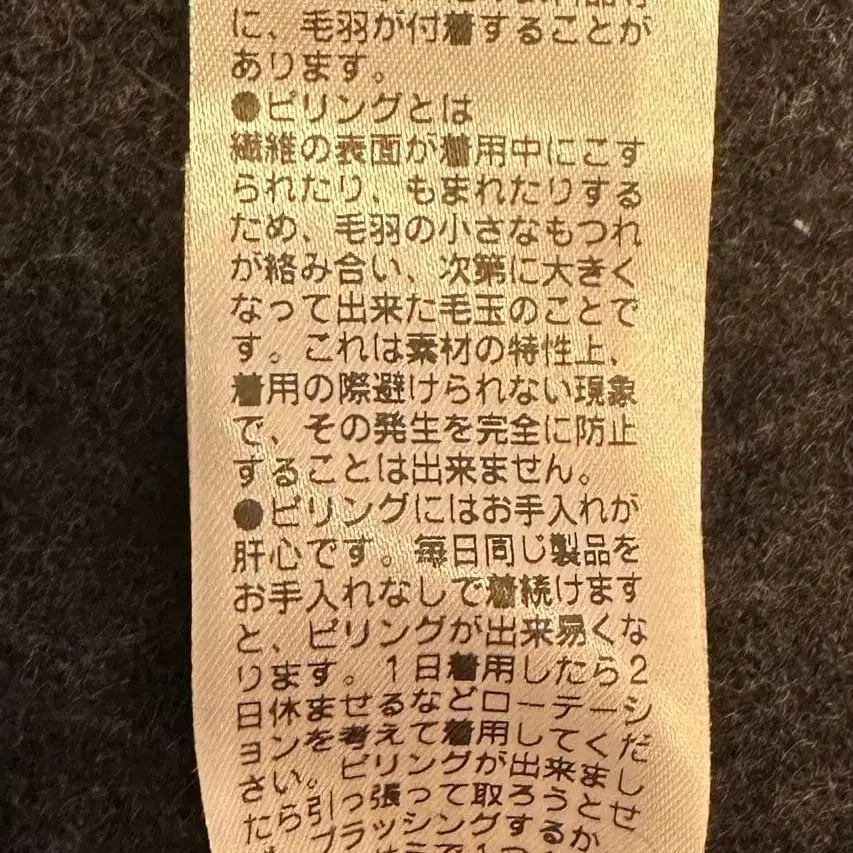 に、毛羽が付着することが
あります。
●ピリングとは
繊維の表面が着用中にこす
られたり、もまれたりする
ため、毛羽の小さなもつれ
が絡み合い、次第に大きく
なって出来た毛玉のことで
す。これは素材の特性上、
着用の際避けられない現象
で、その発生を完全に防止
することは出来ません。
●ピリングにはお手入れが
肝心です。毎日同じ製品を
お手入れなしで着続けます
と、ピリングが出来易くな
ります。1日着用したら2
日休ませるなどローテーシ
ョンを考えて着用してくだ
さい。ピリングが出来まし
たら引っ張って取ろうとせ
ブラッシングするか